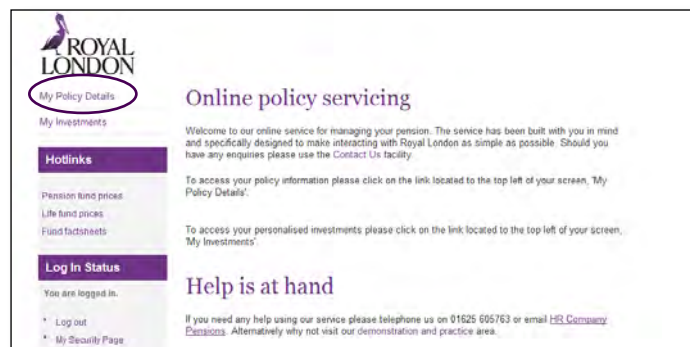 ROYAL
LONDON
My Policy Details
My Investments
Hotlinks
Pension fund prices
Life fund prices
Fund factsheets
Log In Status
You are logged in.
* Log out
* My Security Page
Online policy servicing
Welcome to our online service for managing your pension. The service has been built with you in mind
and specifically designed to make interacting with Royal London as simple as possible. Should you
have any enquiries please use the Contact Us facility.
To access your policy information please click on the link located to the top left of your screen, 'My
Policy Details'.
To access your personalised investments please click on the link located to the top left of your screen,
'My Investments'.
Help is at hand
If you need any help using our service please telephone us on 01625 605763 or email HR Company
Pensions. Alternatively why not visit our demonstration and practice area.